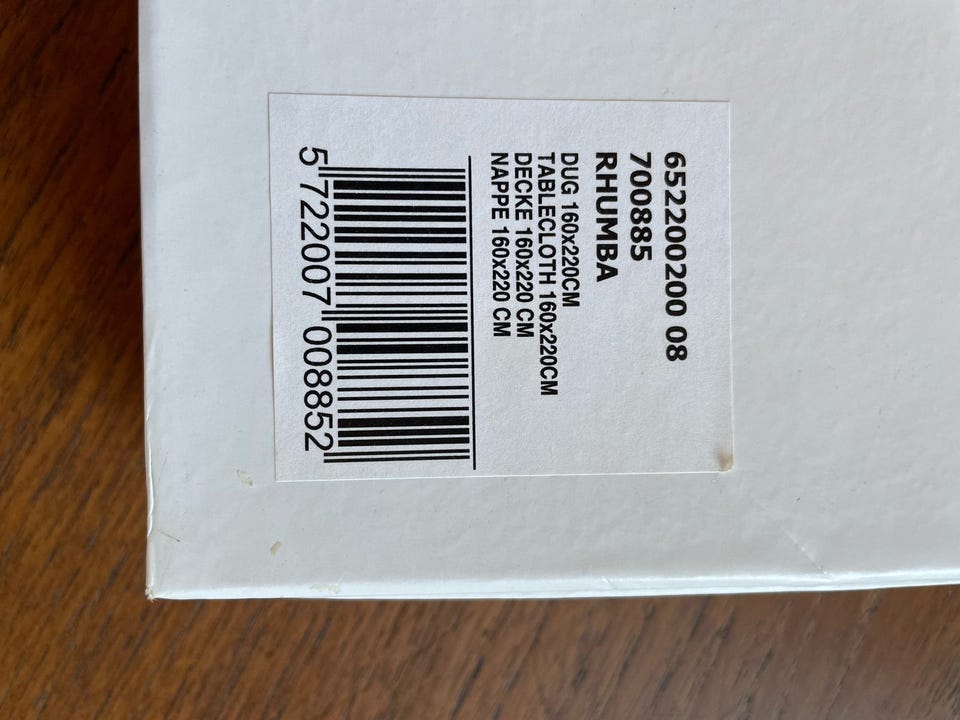 652200200 08
700885
RHUMBA
DUG 160x220CM
TABLECLOTH 160x220CM
DECKE 160x220 CM
NAPPE 160x220 CM
5 722007 008852